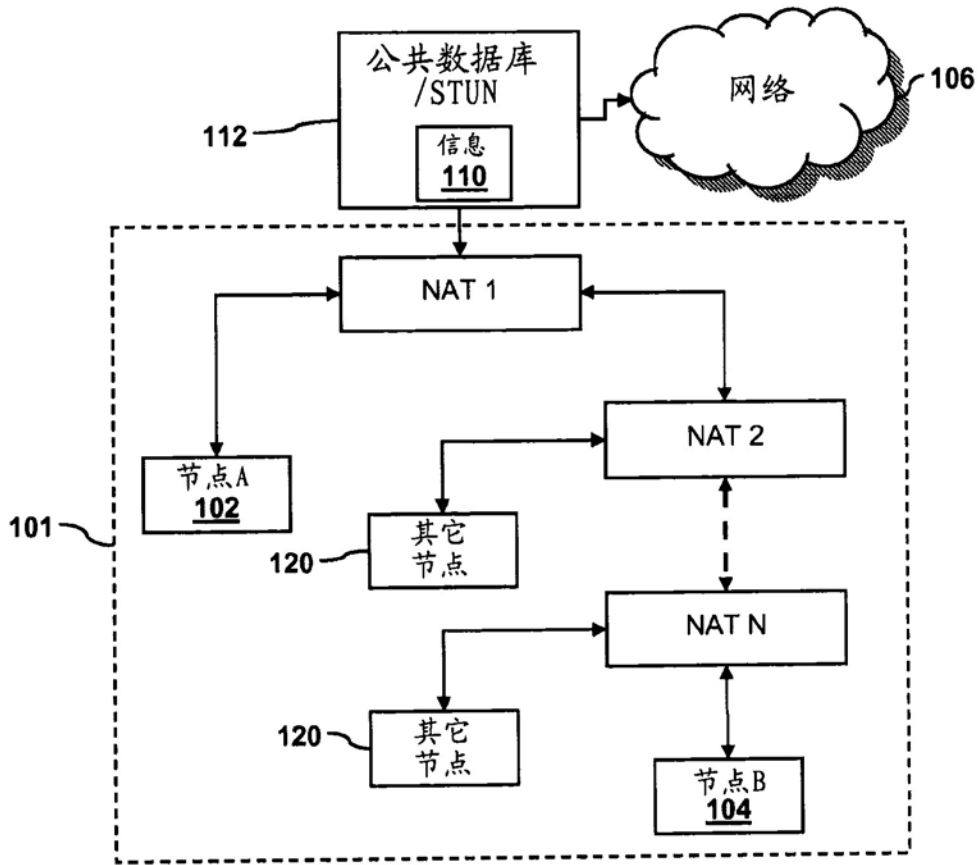 公共数据库
/STUN
信息
110
112
网络
106
NAT 1
NAT 2
节点A
102
101
其它
节点
120
NAT N
其它
节点
120
节点B
104